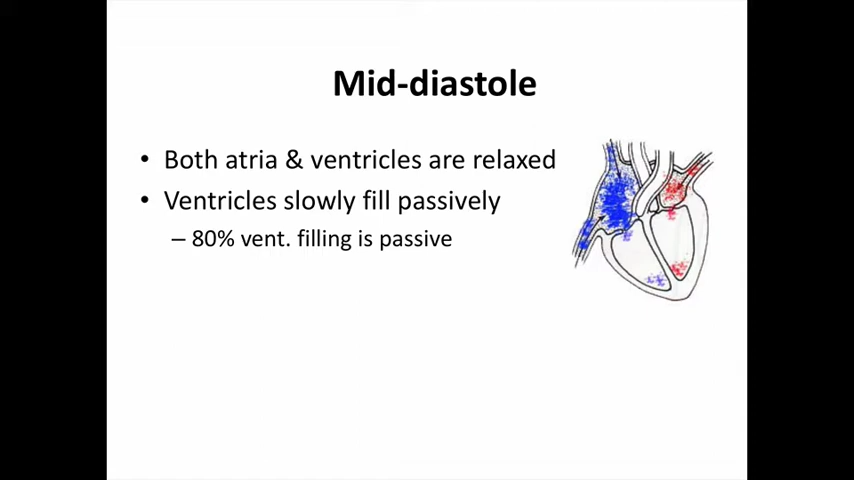 Mid-diastole
• Both atria & ventricles are relaxed
• Ventricles slowly fill passively
– 80% vent. filling is passive